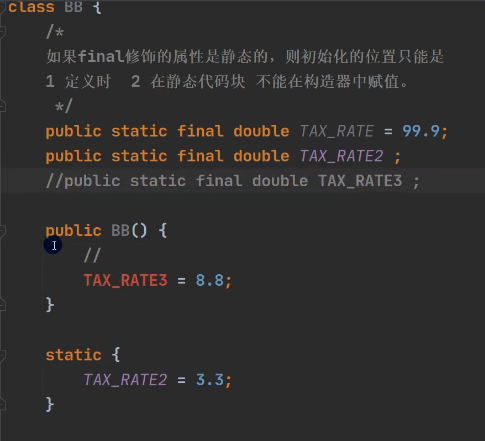 class BB {
/*
如果final修饰的属性是静态的，则初始化的位置只能是
1 定义时  2 在静态代码块 不能在构造器中赋值。
*/
public static final double TAX_RATE = 99.9;
public static final double TAX_RATE2 ;
//public static final double TAX_RATE3 ;
public BB() {
//
TAX_RATE3 = 8.8;
}
static {
TAX_RATE2 = 3.3;
}